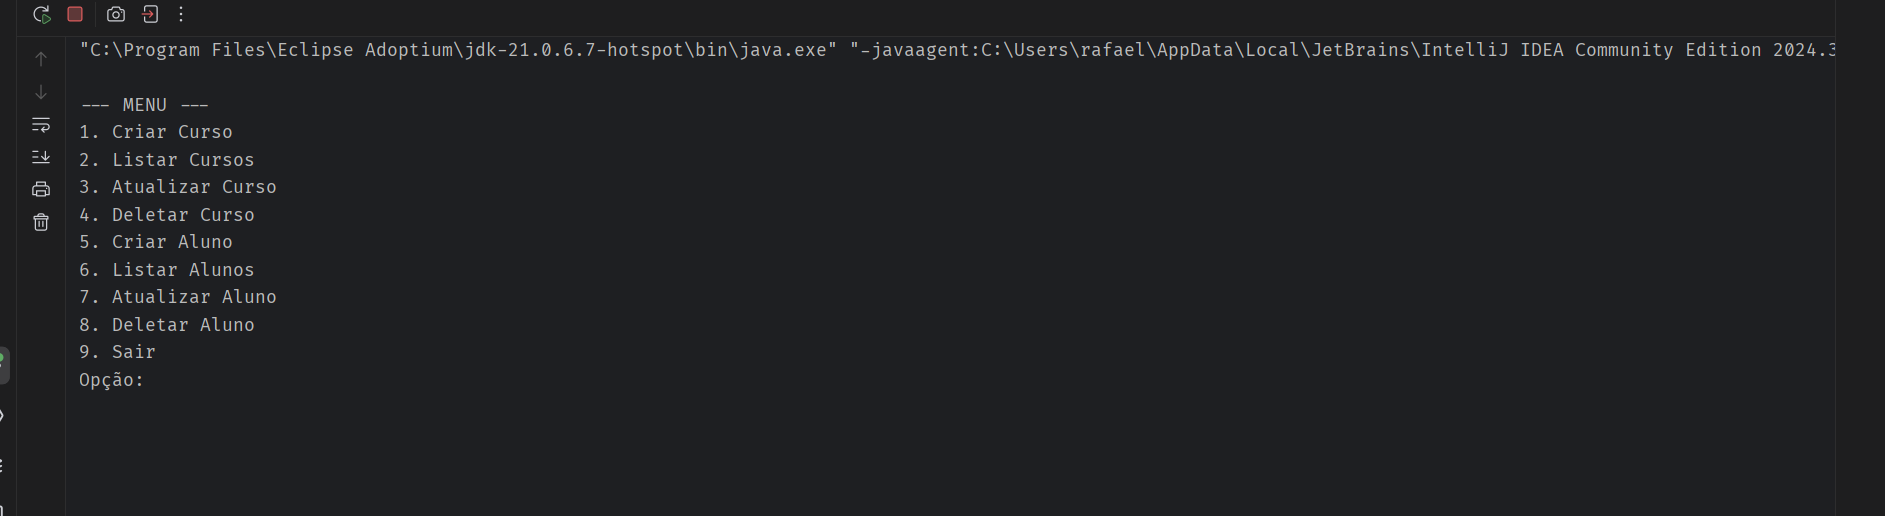 "C:\Program Files\Eclipse Adoptium\jdk-21.0.6.7-hotspot\bin\java.exe" "-javaagent:C:\Users\rafael\AppData\Local\JetBrains\IntelliJ IDEA Community Edition 2024.3
--- MENU ---
1. Criar Curso
2. Listar Cursos
3. Atualizar Curso
4. Deletar Curso
5. Criar Aluno
6. Listar Alunos
7. Atualizar Aluno
8. Deletar Aluno
9. Sair
Opção: